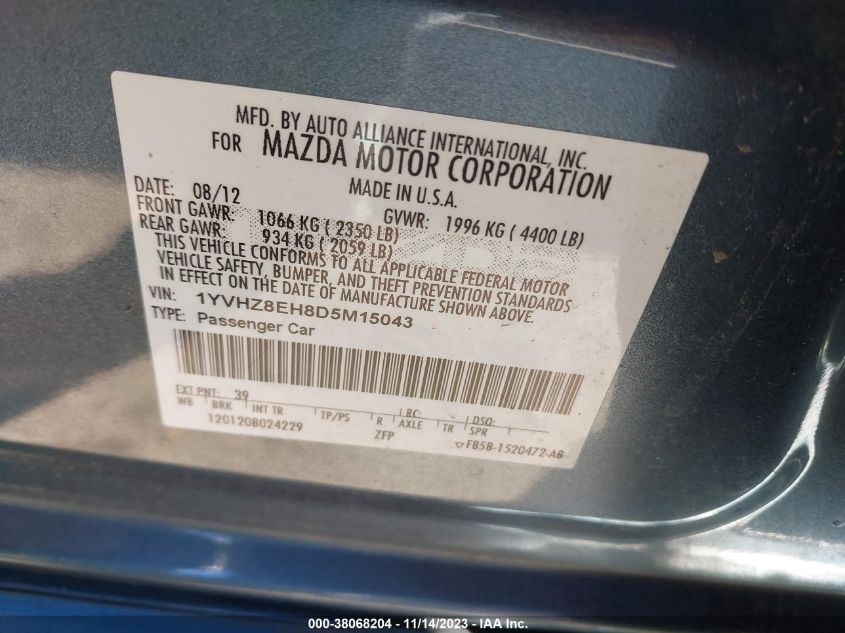 MFD. BY AUTO ALLIANCE INTERNATIONAL, INC.
FOR MAZDA MOTOR CORPORATION
MADE IN U.S.A.
DATE: 08/12 GVWR: 1996 KG ( 4400 LB)
FRONT GAWR: 1066 KG ( 2350 LB)
REAR GAWR: 934 KG ( 2059 LB)
THIS VEHICLE CONFORMS TO ALL APPLICABLE FEDERAL MOTOR
VEHICLE SAFETY, BUMPER, AND THEFT PREVENTION STANDARDS
IN EFFECT ON THE DATE OF MANUFACTURE SHOWN ABOVE.
VIN: 1YVHZ8EH8D5M15043
TYPE: Passenger Car
EXT PNT: 39 RC: DSO:
WB BRK INT TR TP/PS R AXLE TR SPR
120120B024229 ZFP
FB5B-1520472-AB
000-38068204 - 11/14/2023 - IAA Inc.